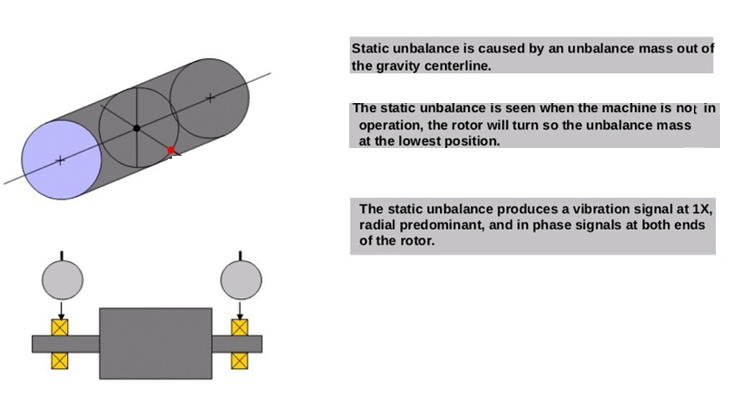 Static unbalance is caused by an unbalance mass out of
the gravity centerline.
The static unbalance is seen when the machine is not in
operation, the rotor will turn so the unbalance mass
at the lowest position.
The static unbalance produces a vibration signal at 1X,
radial predominant, and in phase signals at both ends
of the rotor.